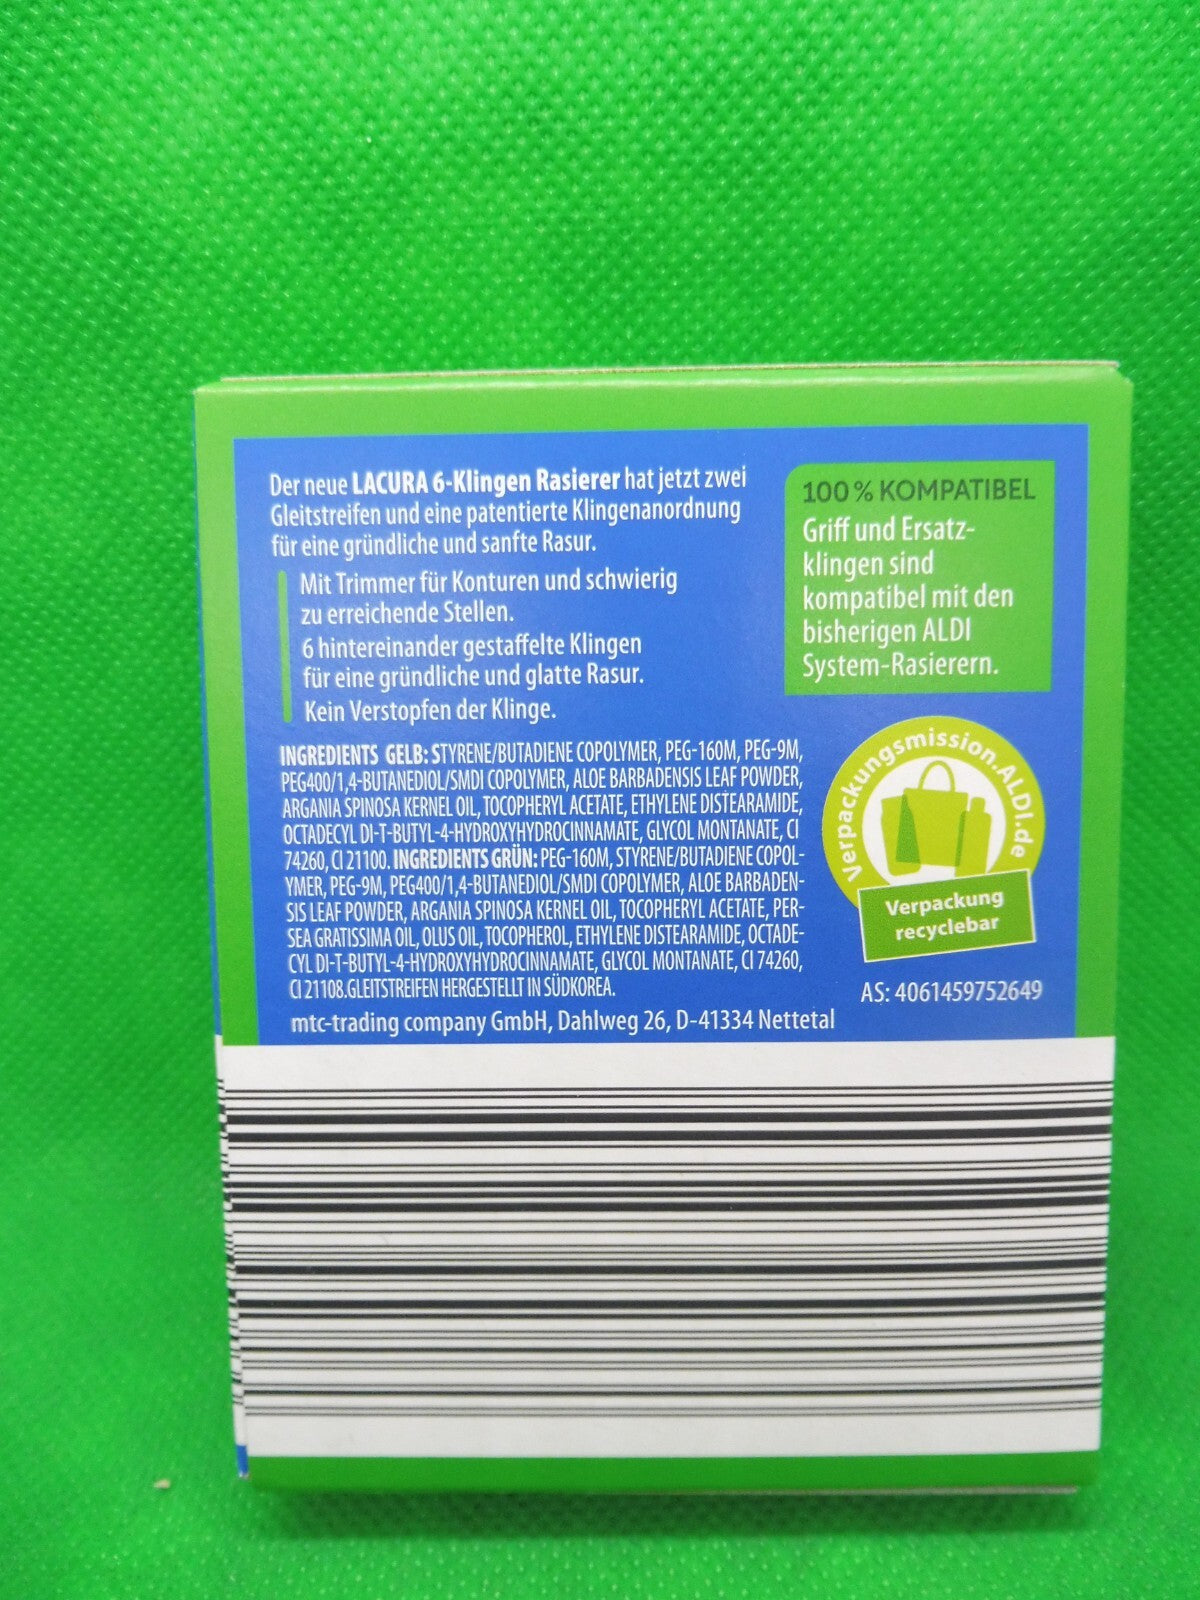 Der neue LACURA 6-Klingen Rasierer hat jetzt zwei
Gleitstreifen und eine patentierte Klingenanordnung
für eine gründliche und sanfte Rasur.
Mit Trimmer für Konturen und schwierig
zu erreichende Stellen.
6 hintereinander gestaffelte Klingen
für eine gründliche und glatte Rasur.
Kein Verstopfen der Klinge.
100 % KOMPATIBEL
Griff und Ersatz-
klingen sind
kompatibel mit den
bisherigen ALDI
System-Rasierern.
INGREDIENTS GELB: STYRENE/BUTADIENE COPOLYMER, PEG-160M, PEG-9M,
PEG400/1,4-BUTANEDIOL/SMDI COPOLYMER, ALOE BARBADENSIS LEAF POWDER,
ARGANIA SPINOSA KERNEL OIL, TOCOPHERYL ACETATE, ETHYLENE DISTEARAMIDE,
OCTADECYL DI-T-BUTYL-4-HYDROXYHYDROCINNAMATE, GLYCOL MONTANATE, CI
74260, CI 21100. INGREDIENTS GRÜN: PEG-160M, STYRENE/BUTADIENE COPOL-
YMER, PEG-9M, PEG400/1,4-BUTANEDIOL/SMDI COPOLYMER, ALOE BARBADEN-
SIS LEAF POWDER, ARGANIA SPINOSA KERNEL OIL, TOCOPHERYL ACETATE, PER-
SEA GRATISSIMA OIL, OLUS OIL, TOCOPHEROL, ETHYLENE DISTEARAMIDE, OCTADE-
CYL DI-T-BUTYL-4-HYDROXYHYDROCINNAMATE, GLYCOL MONTANATE, CI 74260,
CI 21108.GLEITSTREIFEN HERGESTELLT IN SÜDKOREA.
mtc-trading company GmbH, Dahlweg 26, D-41334 Nettetal
Verpackungsmission.ALDI.de
Verpackung
recyclebar
AS: 4061459752649